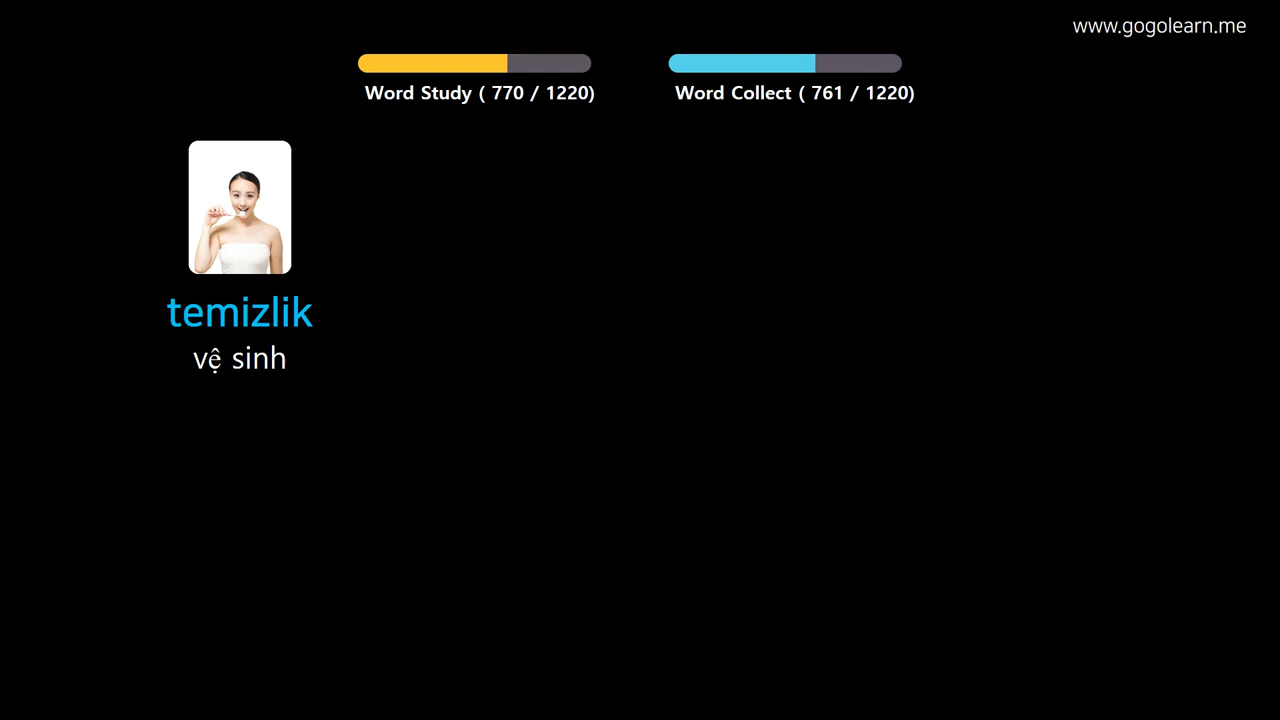 www.gogolearn.me
Word Study ( 770 / 1220)
Word Collect ( 761 / 1220)
temizlik
vệ sinh